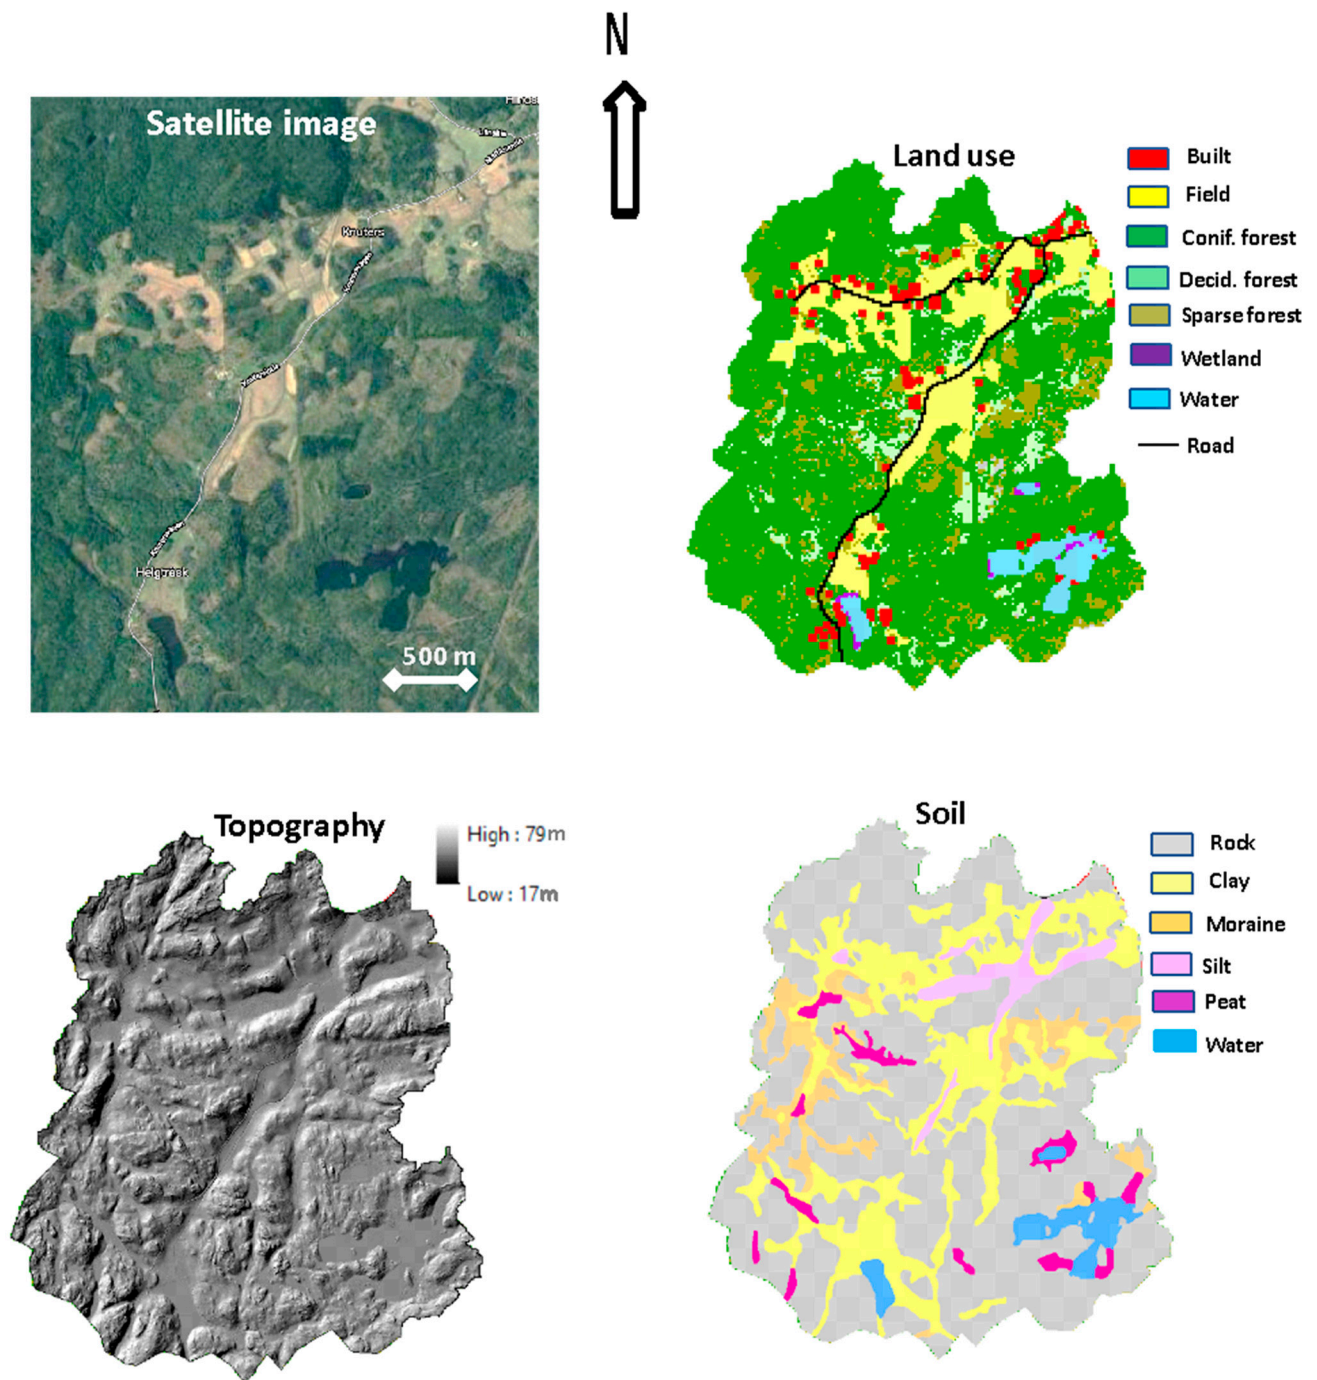 N
Satellite image
Knuters
Helgträsk
500 m
Land use
Built
Field
Conif. forest
Decid. forest
Sparse forest
Wetland
Water
Road
Topography
High : 79m
Low : 17m
Soil
Rock
Clay
Moraine
Silt
Peat
Water